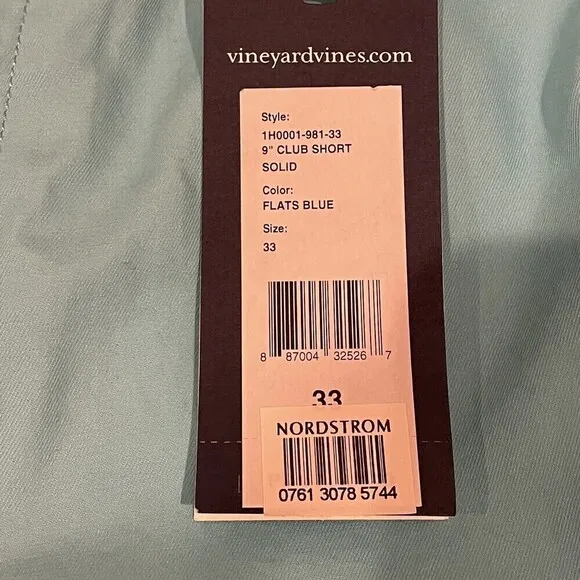 vineyardvines.com
Style:
1H0001-981-33
9" CLUB SHORT
SOLID
Color:
FLATS BLUE
Size:
33
8 87004 32526 7
33
NORDSTROM
0761 3078 5744